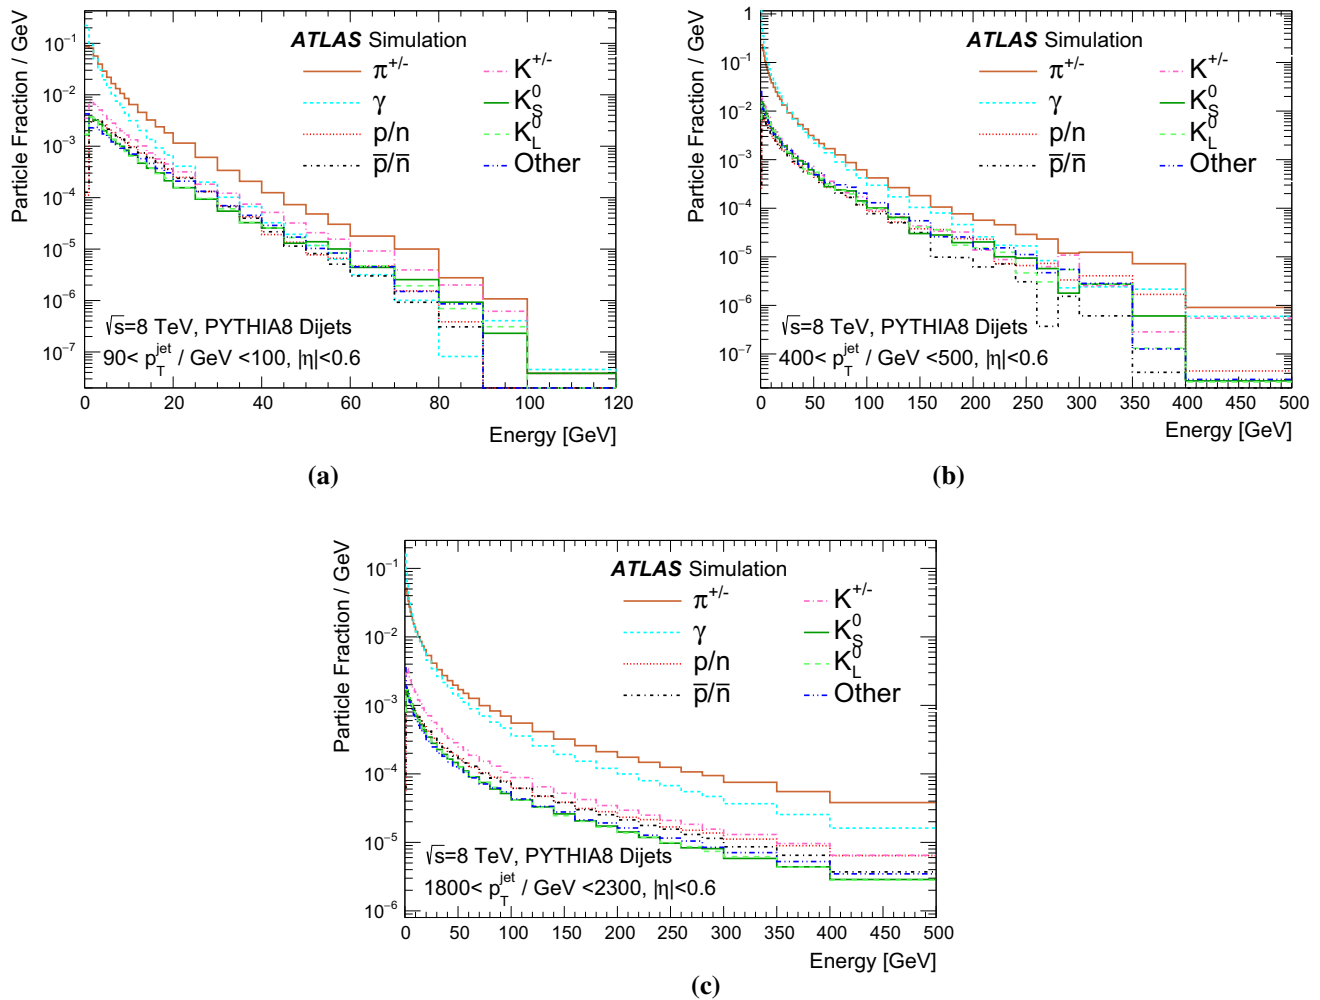 Particle Fraction / GeV
ATLAS Simulation
π+/-
γ
p/n
p̅/n̅
K+/-
K0S
K0L
Other
10−1
10−2
10−3
10−4
10−5
10−6
10−7
√s=8 TeV, PYTHIA8 Dijets
90< pTjet / GeV <100, |η|<0.6
0 20 40 60 80 100 120
Energy [GeV]
(a)
Particle Fraction / GeV
ATLAS Simulation
π+/-
γ
p/n
p̅/n̅
K+/-
K0S
K0L
Other
1
10−1
10−2
10−3
10−4
10−5
10−6
10−7
√s=8 TeV, PYTHIA8 Dijets
400< pTjet / GeV <500, |η|<0.6
0 50 100 150 200 250 300 350 400 450 500
Energy [GeV]
(b)
Particle Fraction / GeV
ATLAS Simulation
π+/-
γ
p/n
p̅/n̅
K+/-
K0S
K0L
Other
10−1
10−2
10−3
10−4
10−5
10−6
√s=8 TeV, PYTHIA8 Dijets
1800< pTjet / GeV <2300, |η|<0.6
0 50 100 150 200 250 300 350 400 450 500
Energy [GeV]
(c)